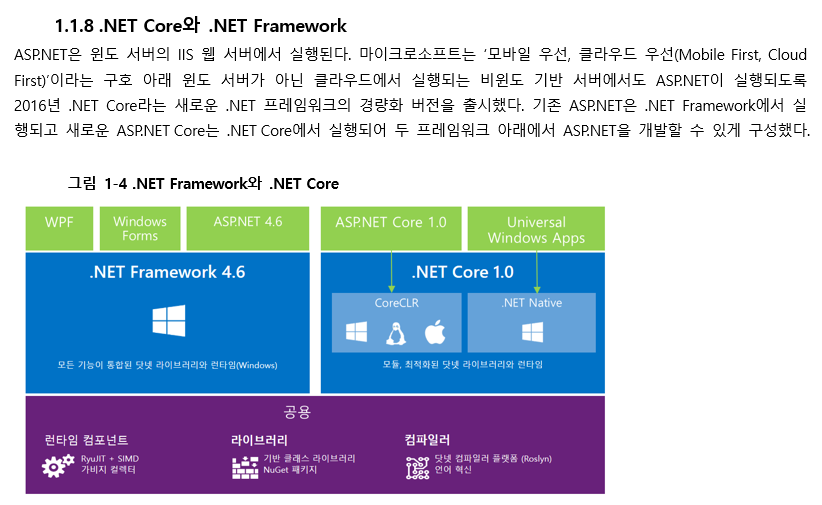 1.1.8 .NET Core와 .NET Framework
ASP.NET은 윈도 서버의 IIS 웹 서버에서 실행된다. 마이크로소프트는 ‘모바일 우선, 클라우드 우선(Mobile First, Cloud
First)’이라는 구호 아래 윈도 서버가 아닌 클라우드에서 실행되는 비윈도 기반 서버에서도 ASP.NET이 실행되도록
2016년 .NET Core라는 새로운 .NET 프레임워크의 경량화 버전을 출시했다. 기존 ASP.NET은 .NET Framework에서 실
행되고 새로운 ASP.NET Core는 .NET Core에서 실행되어 두 프레임워크 아래에서 ASP.NET을 개발할 수 있게 구성했다.
그림 1-4 .NET Framework와 .NET Core
WPF
Windows
Forms
ASP.NET 4.6
ASP.NET Core 1.0
Universal
Windows Apps
.NET Framework 4.6
모든 기능이 통합된 닷넷 라이브러리와 런타임(Windows)
.NET Core 1.0
CoreCLR
.NET Native
모듈, 최적화된 닷넷 라이브러리와 런타임
공용
런타임 컴포넌트
RyuJIT + SIMD
가비지 컬렉터
라이브러리
기반 클래스 라이브러리
NuGet 패키지
컴파일러
닷넷 컴파일러 플랫폼 (Roslyn)
언어 혁신